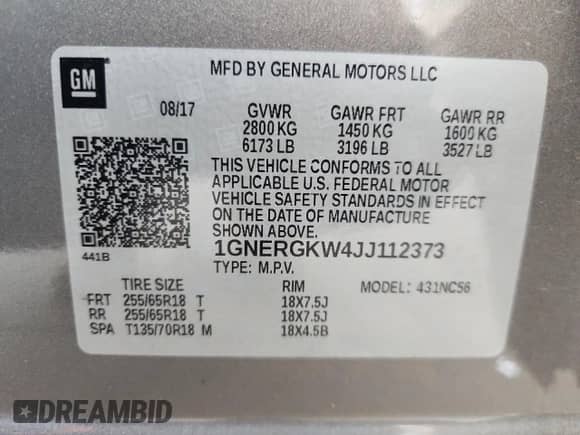 GM
MFD BY GENERAL MOTORS LLC
08/17 GVWR GAWR FRT GAWR RR
2800 KG 1450 KG 1600 KG
6173 LB 3196 LB 3527 LB
THIS VEHICLE CONFORMS TO ALL
APPLICABLE U.S. FEDERAL MOTOR
VEHICLE SAFETY STANDARDS IN EFFECT
ON THE DATE OF MANUFACTURE
SHOWN ABOVE.
441B
1GNERGKW4JJ112373
TYPE: M.P.V.
TIRE SIZE RIM MODEL: 431NC56
FRT 255/65R18 T 18X7.5J
RR 255/65R18 T 18X7.5J
SPA T135/70R18 M 18X4.5B
DREAMBID